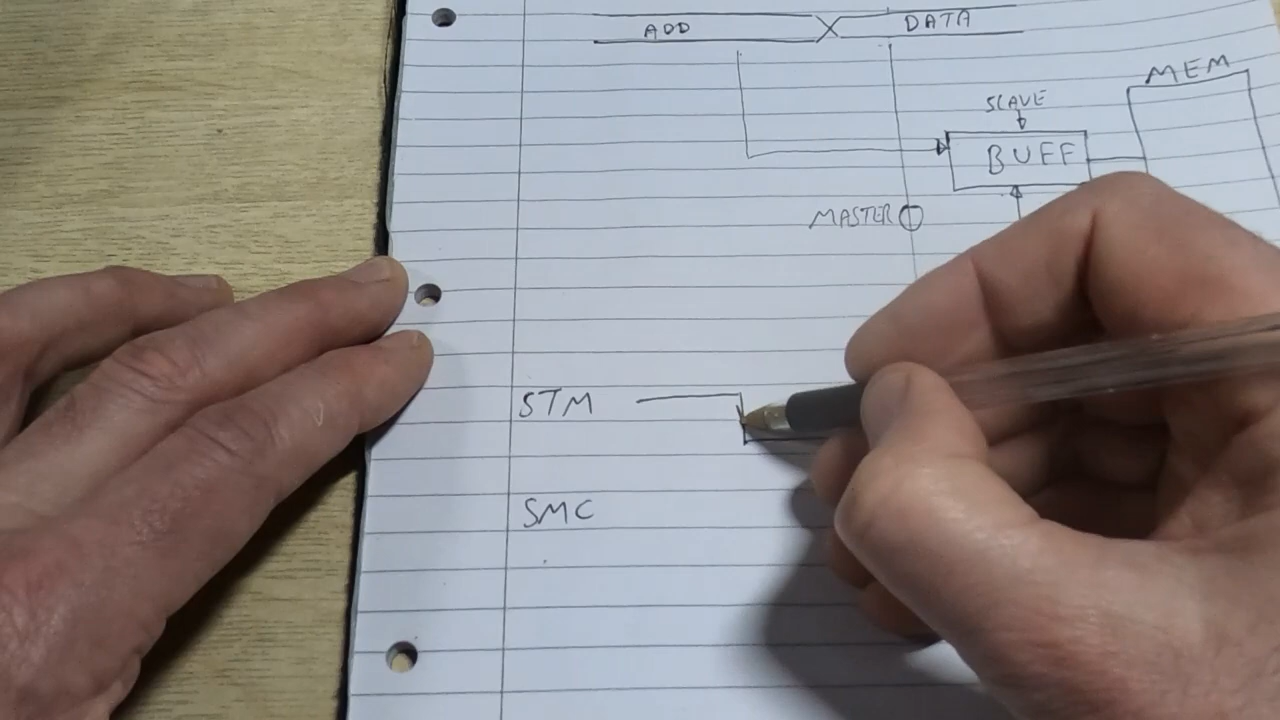 ADD DATA
MEM
SLAVE
BUFF
MASTER
STM
SMC